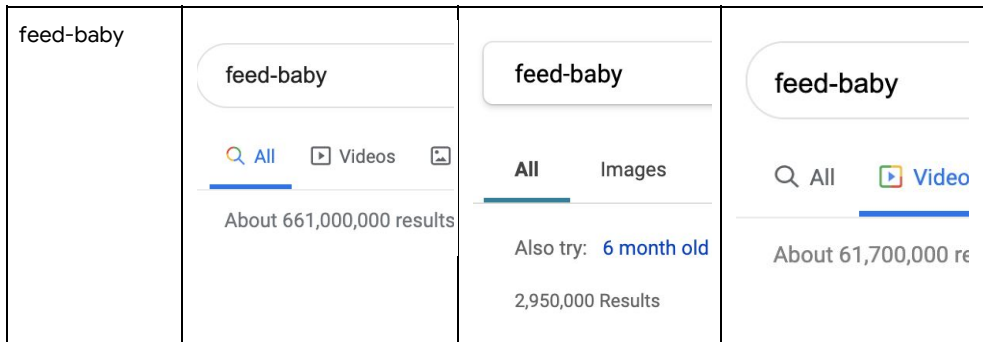 feed-baby
feed-baby
All Videos
About 661,000,000 results
feed-baby
All Images
Also try: 6 month old
2,950,000 Results
feed-baby
All Video
About 61,700,000 re